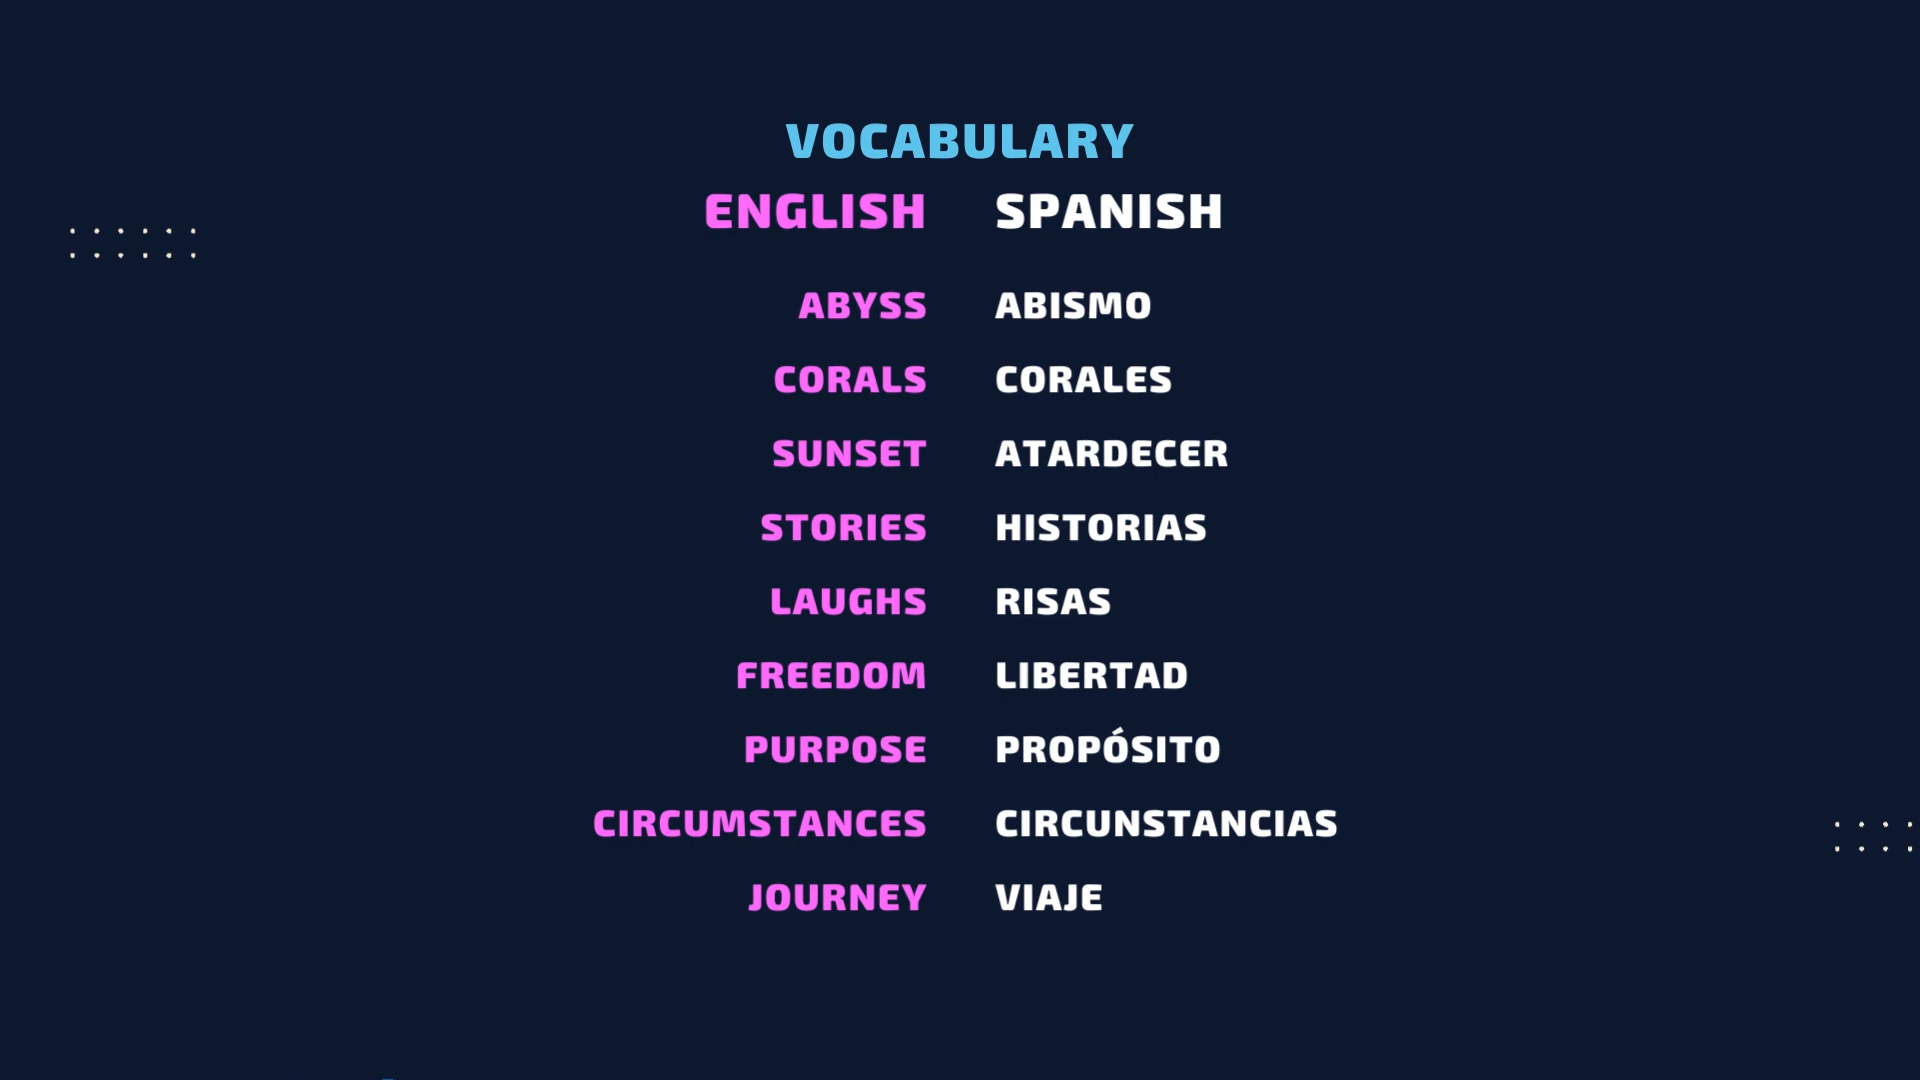 VOCABULARY
ENGLISH SPANISH
ABYSS ABISMO
CORALS CORALES
SUNSET ATARDECER
STORIES HISTORIAS
LAUGHS RISAS
FREEDOM LIBERTAD
PURPOSE PROPÓSITO
CIRCUMSTANCES CIRCUNSTANCIAS
JOURNEY VIAJE